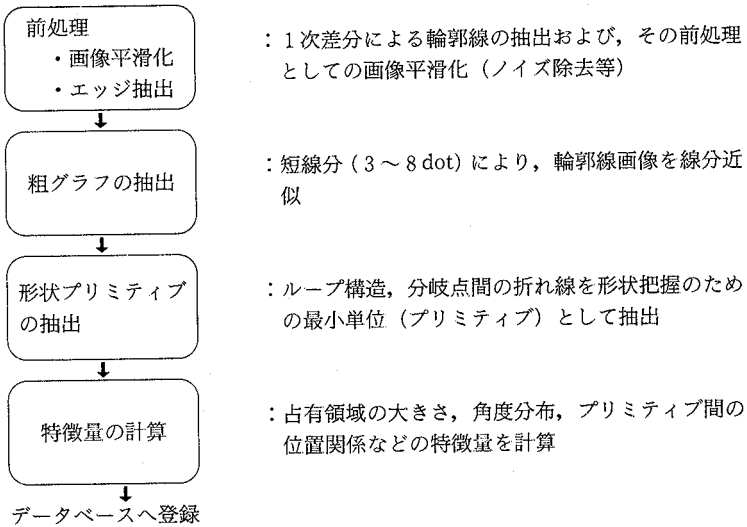 前処理
・画像平滑化
・エッジ抽出
：1次差分による輪郭線の抽出および，その前処理
としての画像平滑化（ノイズ除去等）
粗グラフの抽出
：短線分（3～8 dot）により，輪郭線画像を線分近
似
形状プリミティブ
の抽出
：ループ構造，分岐点間の折れ線を形状把握のため
の最小単位（プリミティブ）として抽出
特徴量の計算
：占有領域の大きさ，角度分布，プリミティブ間の
位置関係などの特徴量を計算
データベースへ登録